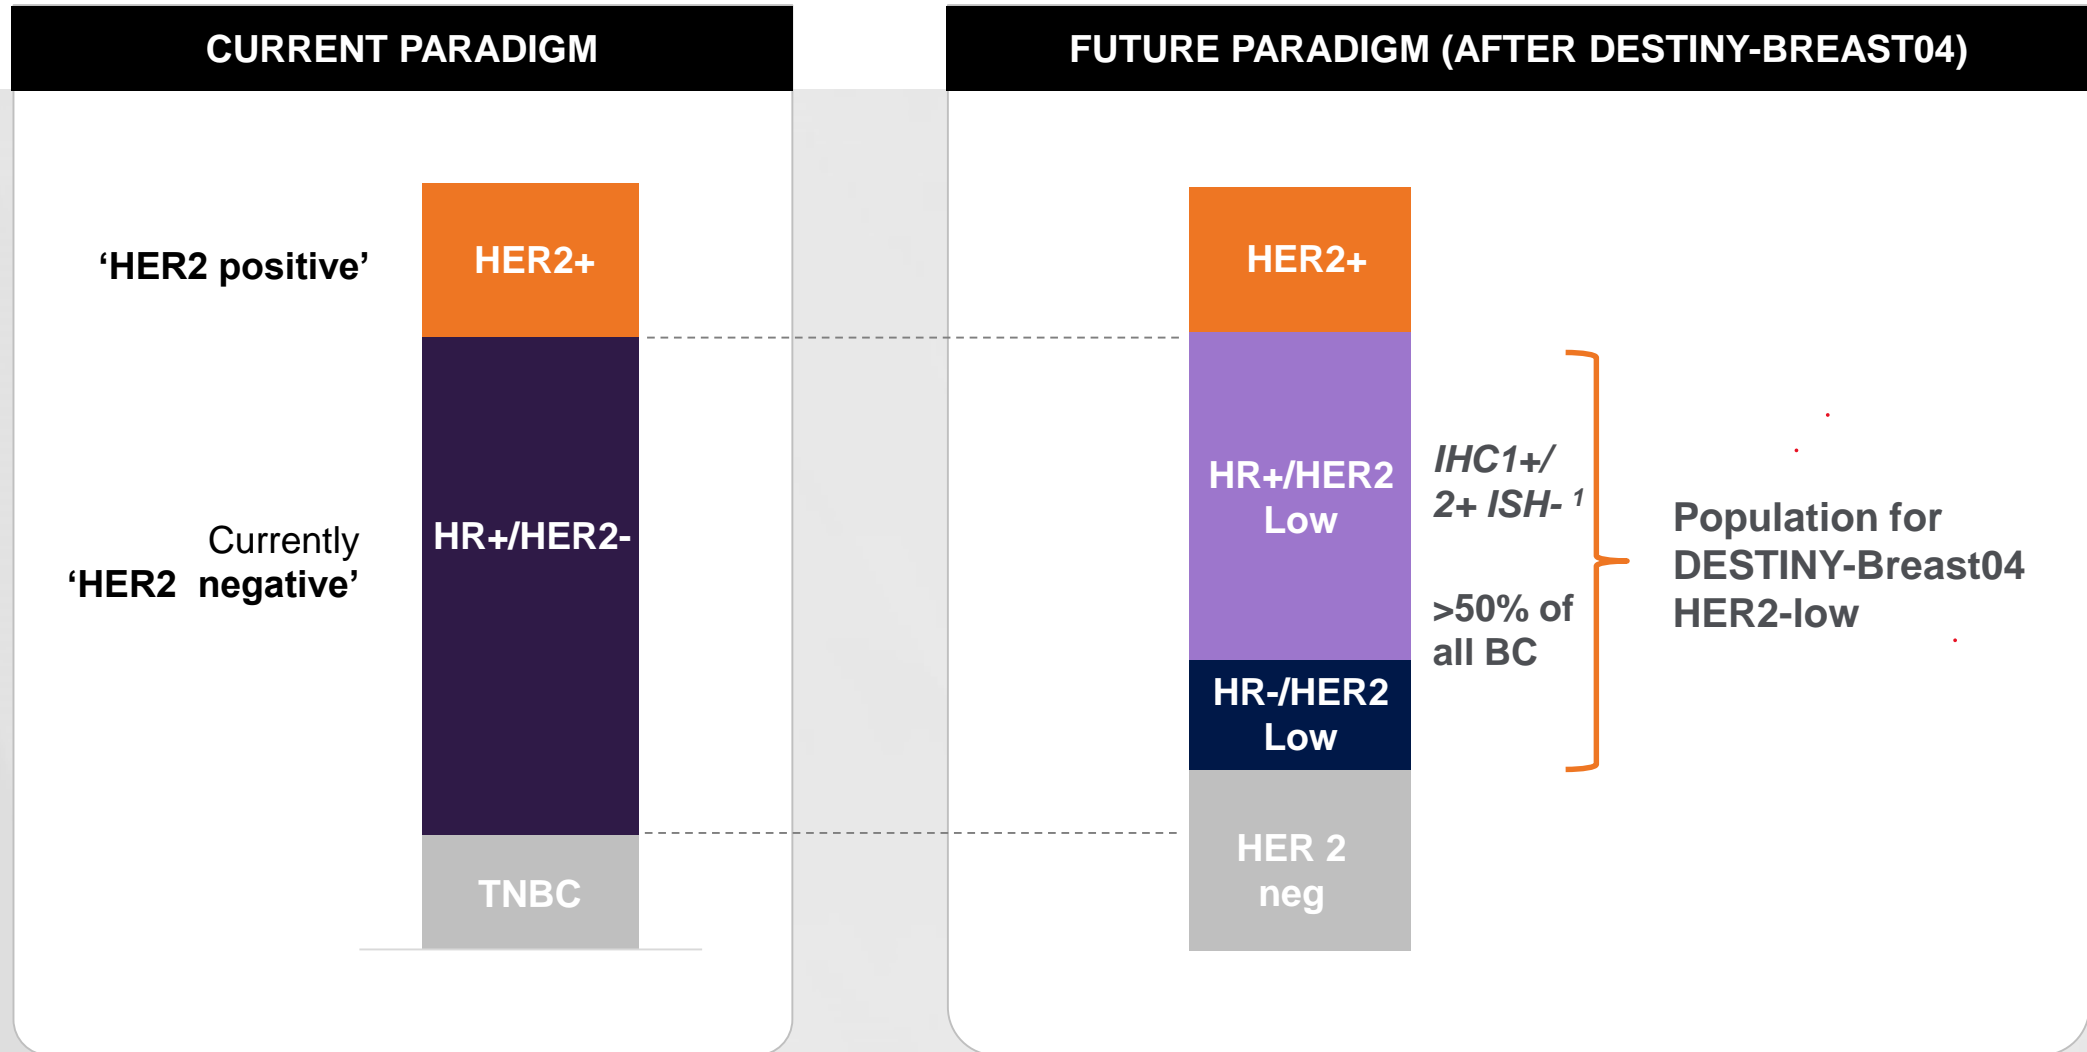 CURRENT PARADIGM
‘HER2 positive’
HER2+
Currently
‘HER2  negative’
HR+/HER2-
TNBC
FUTURE PARADIGM (AFTER DESTINY-BREAST04)
HER2+
HR+/HER2
Low
HR-/HER2
Low
HER 2
neg
IHC1+/
2+ ISH- 1
>50% of
all BC
Population for
DESTINY-Breast04
HER2-low